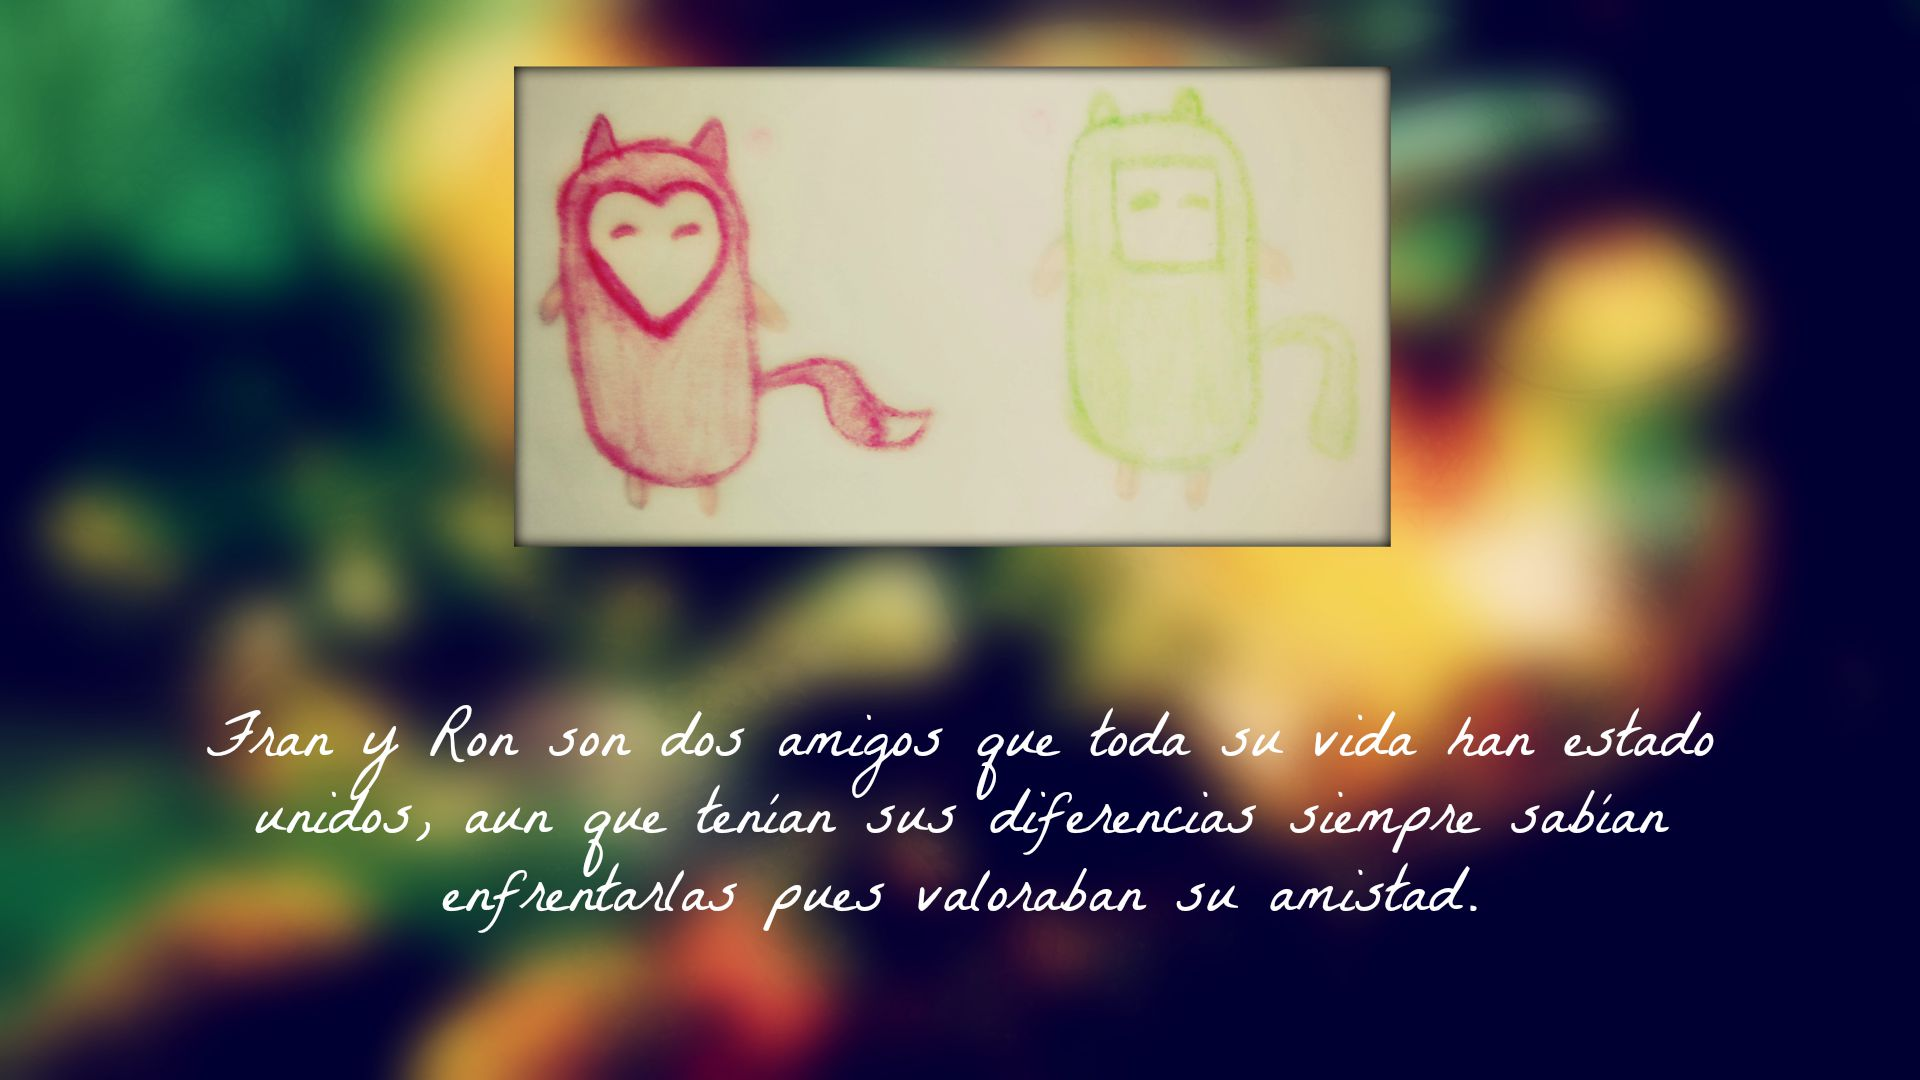 Fran y Ron son dos amigos que toda su vida han estado
unidos, aun que tenían sus diferencias siempre sabían
enfrentarlas pues valoraban su amistad.